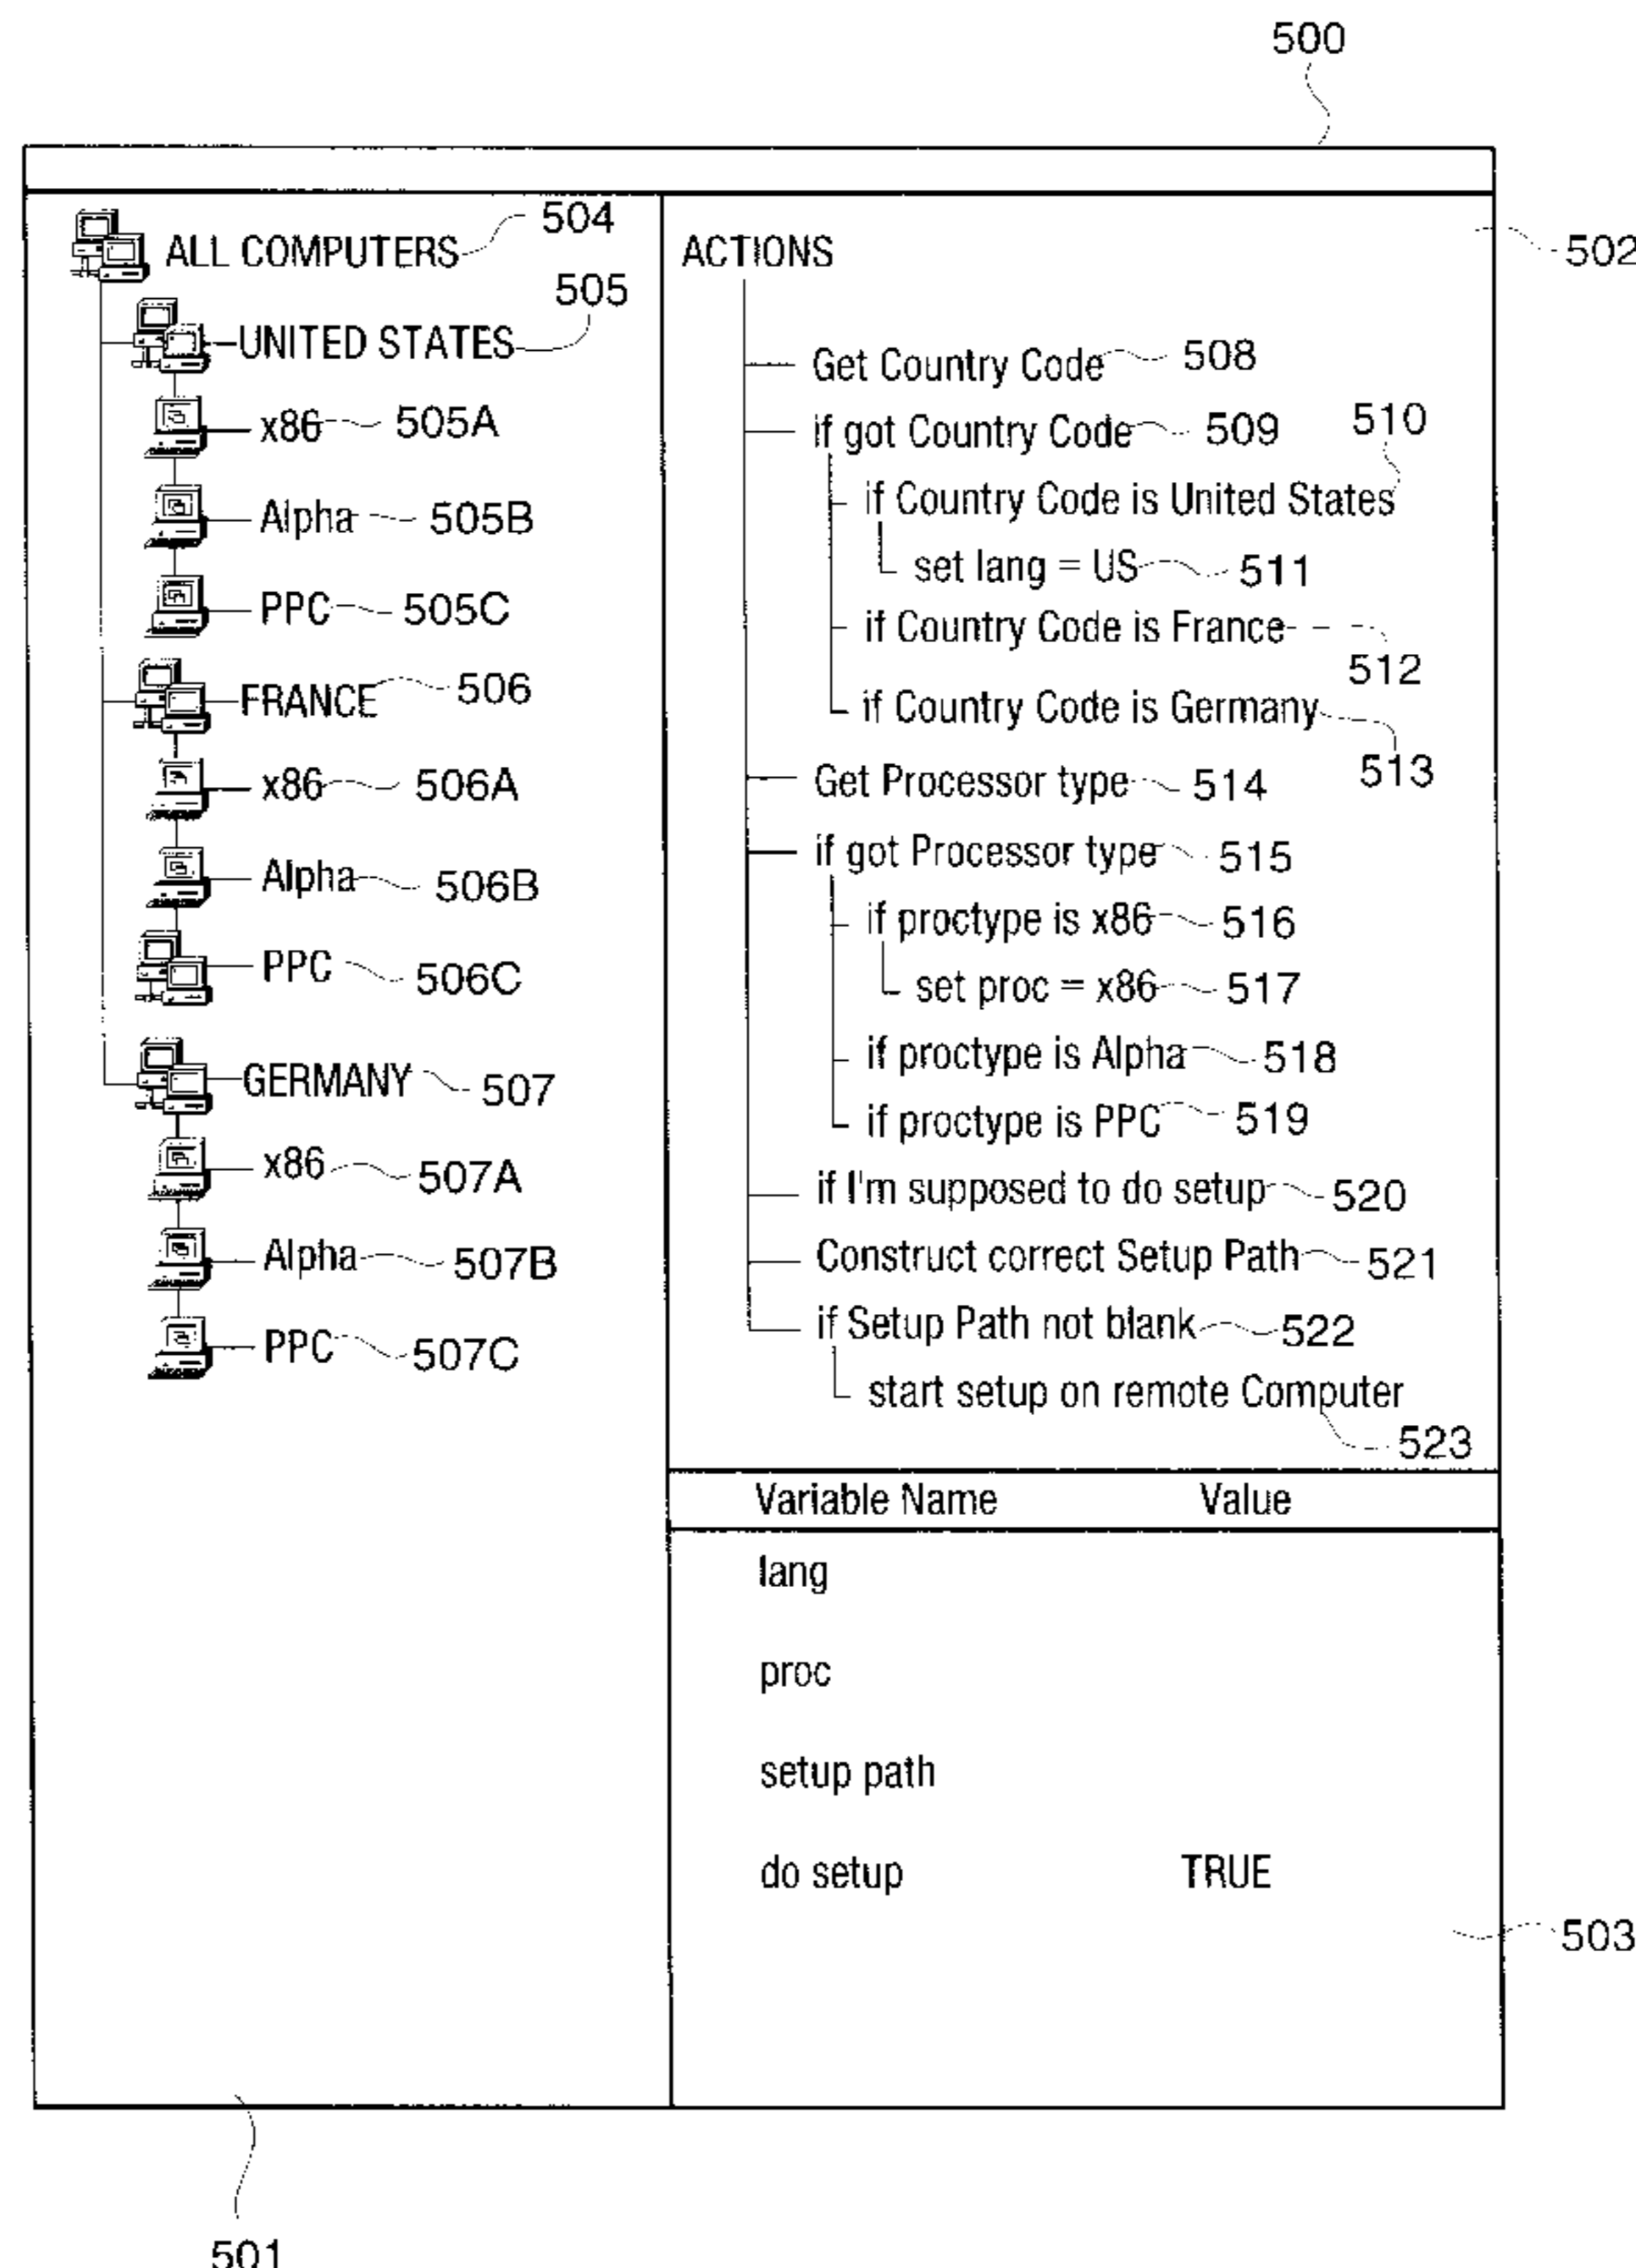 500
ALL COMPUTERS 504
UNITED STATES 505
x86 505A
Alpha 505B
PPC 505C
FRANCE 506
x86 506A
Alpha 506B
PPC 506C
GERMANY 507
x86 507A
Alpha 507B
PPC 507C
501
ACTIONS 502
Get Country Code 508
if got Country Code 509
if Country Code is United States 510
set lang = US 511
if Country Code is France 512
if Country Code is Germany 513
Get Processor type 514
if got Processor type 515
if proctype is x86 516
set proc = x86 517
if proctype is Alpha 518
if proctype is PPC 519
if I'm supposed to do setup 520
Construct correct Setup Path 521
if Setup Path not blank 522
start setup on remote Computer 523
Variable Name Value
lang
proc
setup path
do setup TRUE
503